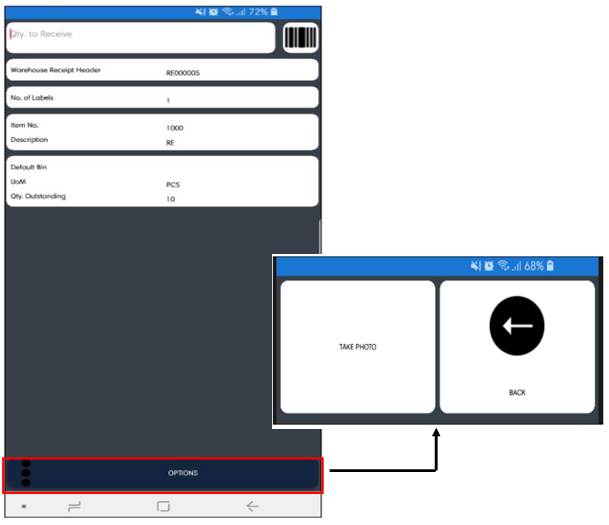 72%
Qty. to Receive
Warehouse Receipt Header RE000005
No. of Labels 1
Item No. 1000
Description RE
Default Bin
UoM PCS
Qty. Outstanding 10
OPTIONS
68%
TAKE PHOTO
BACK